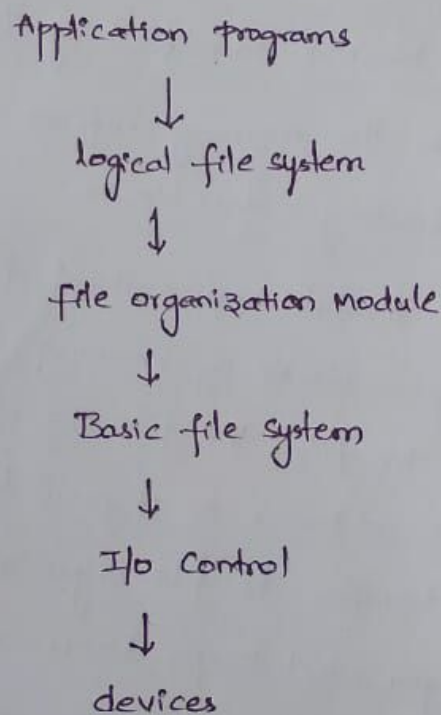 Application programs
↓
logical file system
↓
file organization Module
↓
Basic file system
↓
I/o Control
↓
devices